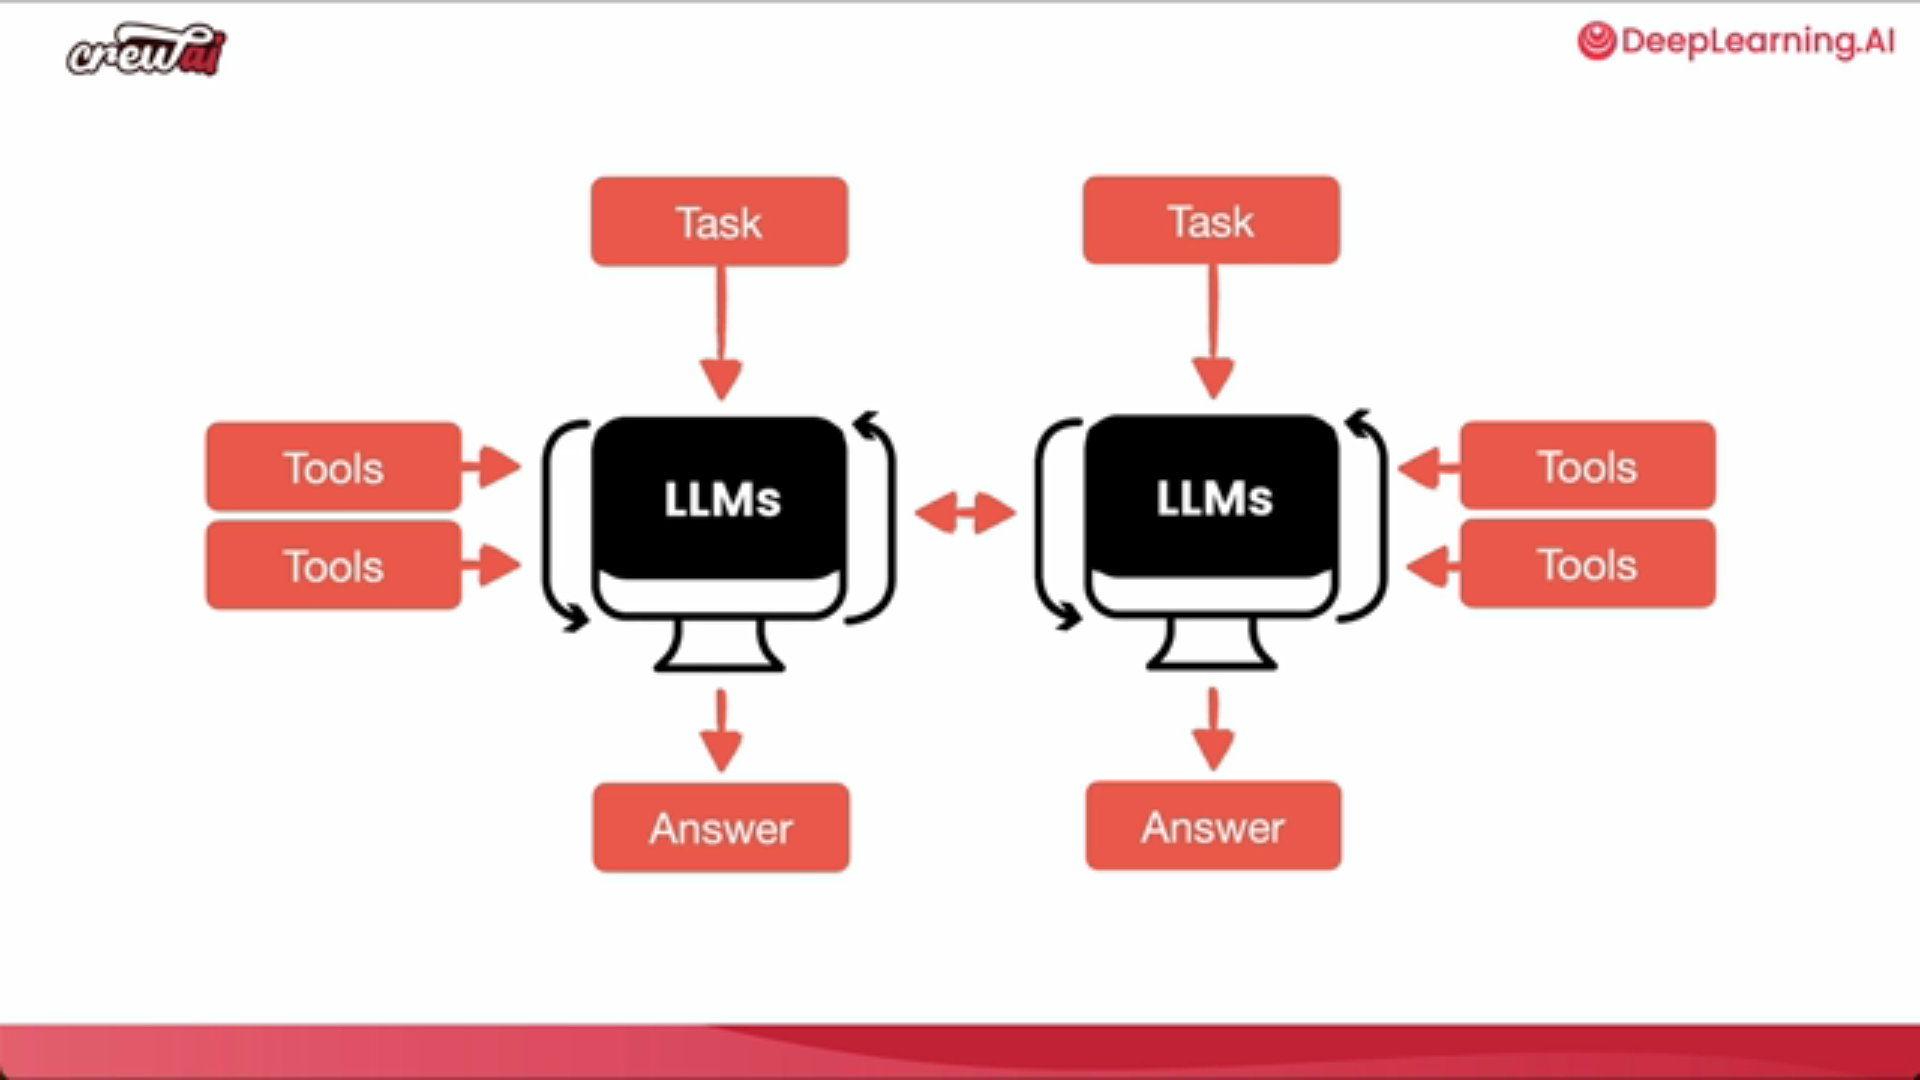 crewai
DeepLearning.AI
Task
Task
Tools
Tools
LLMs
LLMs
Tools
Tools
Answer
Answer